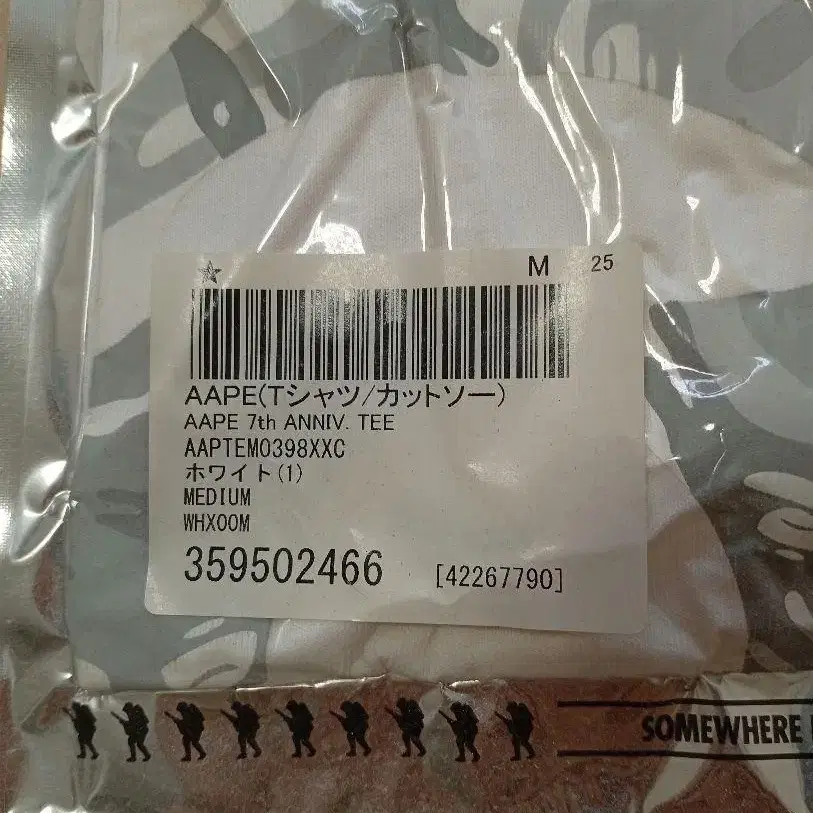 M 25
AAPE(Tシャツ/カットソー)
AAPE 7th ANNIV. TEE
AAPTEM0398XXC
ホワイト(1)
MEDIUM
WHX00M
359502466 [42267790]
SOMEWHERE